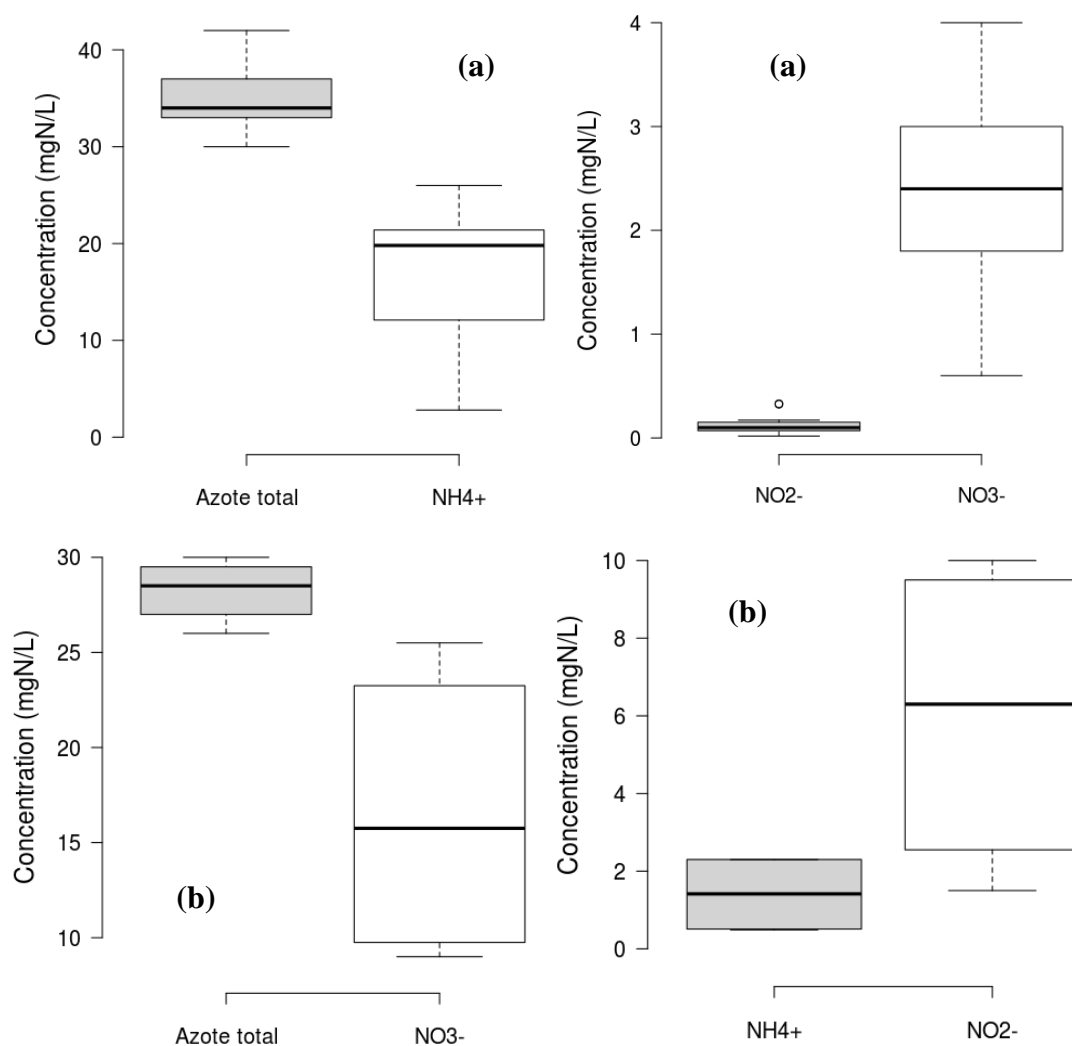 Concentration (mgN/L)
40
30
20
10
0
(a)
Azote total
NH4+
Concentration (mgN/L)
4
3
2
1
0
(a)
NO2-
NO3-
Concentration (mgN/L)
30
25
20
15
10
(b)
Azote total
NO3-
Concentration (mgN/L)
10
8
6
4
2
0
(b)
NH4+
NO2-